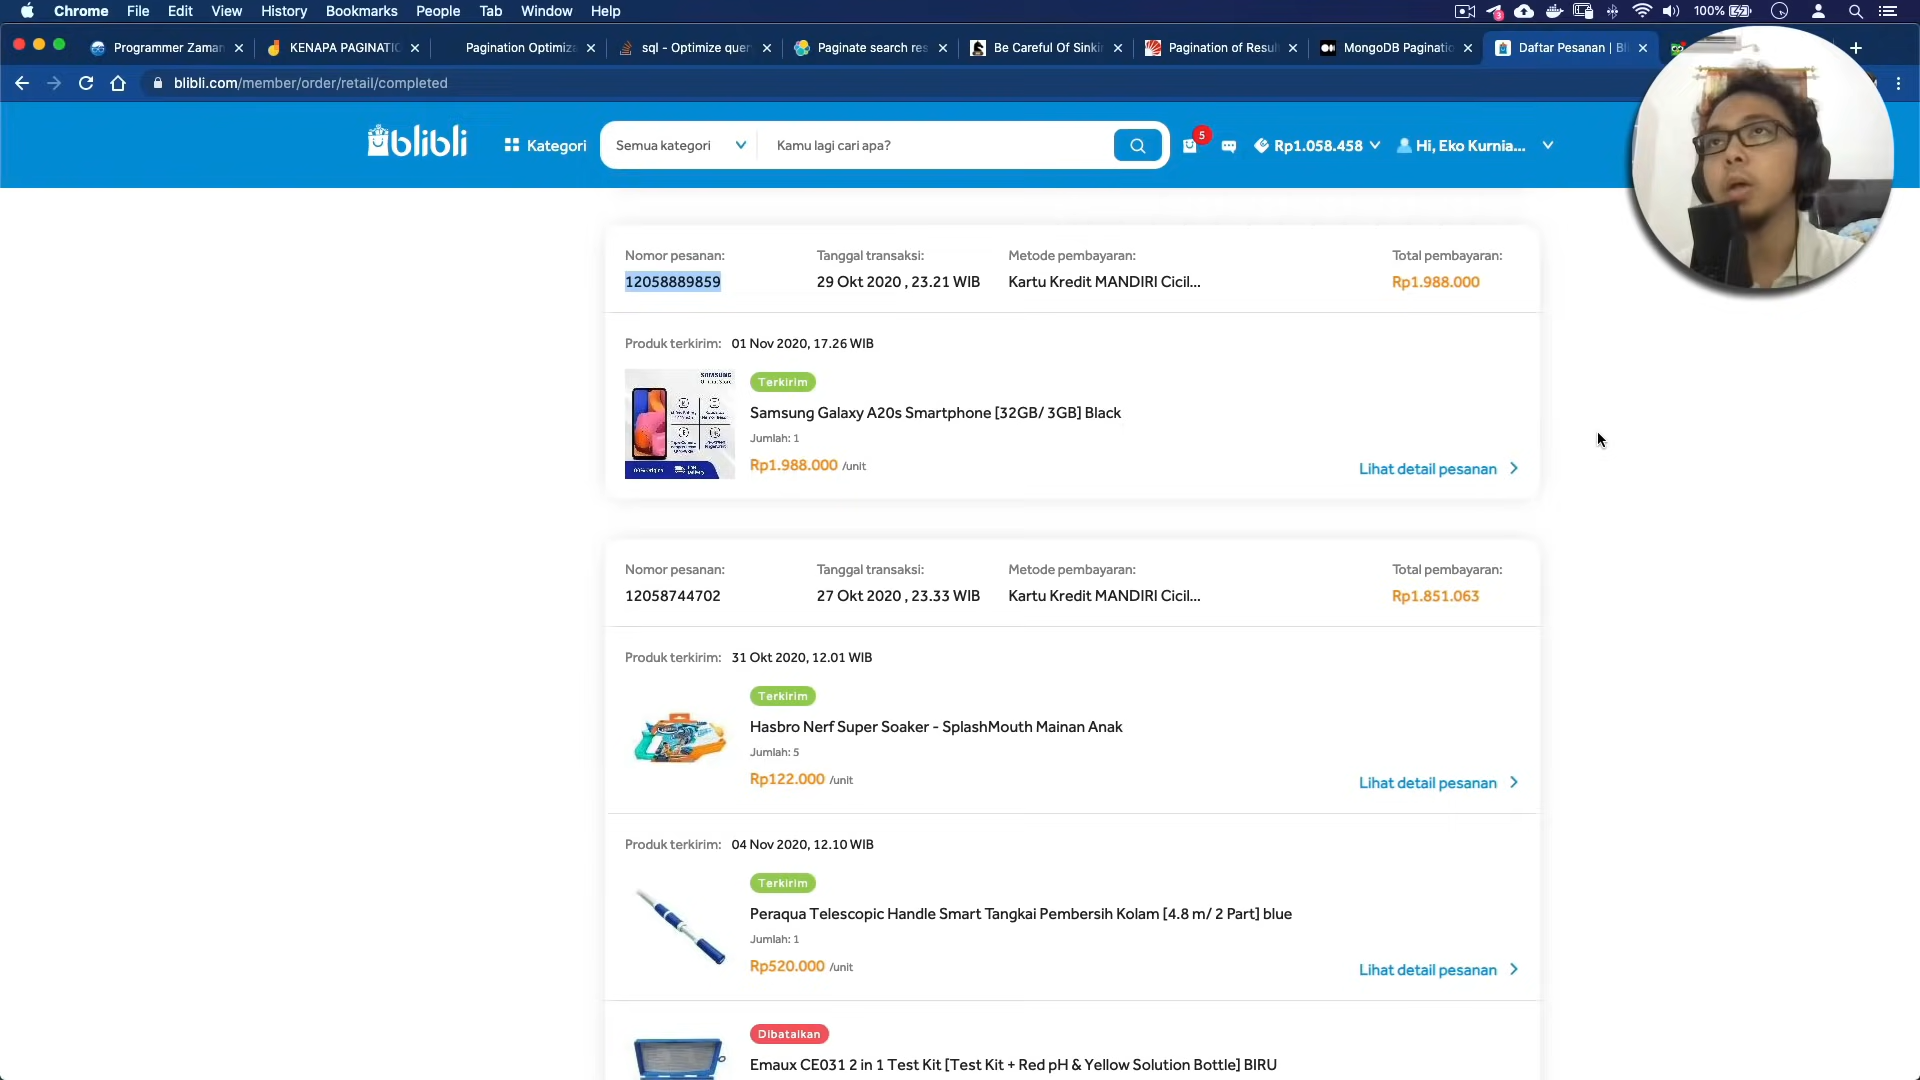 Chrome File Edit View History Bookmarks People Tab Window Help
3 100%
Programmer Zaman KENAPA PAGINATIO Pagination Optimiza sql - Optimize quer Paginate search res Be Careful Of Sinki Pagination of Resul MongoDB Paginatio Daftar Pesanan | Bli
blibli.com/member/order/retail/completed
blibli Kategori Semua kategori Kamu lagi cari apa? 5 Rp1.058.458 Hi, Eko Kurnia...
Nomor pesanan: Tanggal transaksi: Metode pembayaran: Total pembayaran:
12058889859 29 Okt 2020 , 23.21 WIB Kartu Kredit MANDIRI Cicil... Rp1.988.000
Produk terkirim: 01 Nov 2020, 17.26 WIB
SAMSUNG
Terkirim
Samsung Galaxy A20s Smartphone [32GB/ 3GB] Black
Jumlah: 1
Rp1.988.000 /unit
Lihat detail pesanan
Nomor pesanan: Tanggal transaksi: Metode pembayaran: Total pembayaran:
12058744702 27 Okt 2020 , 23.33 WIB Kartu Kredit MANDIRI Cicil... Rp1.851.063
Produk terkirim: 31 Okt 2020, 12.01 WIB
Terkirim
Hasbro Nerf Super Soaker - SplashMouth Mainan Anak
Jumlah: 5
Rp122.000 /unit
Lihat detail pesanan
Produk terkirim: 04 Nov 2020, 12.10 WIB
Terkirim
Peraqua Telescopic Handle Smart Tangkai Pembersih Kolam [4.8 m/ 2 Part] blue
Jumlah: 1
Rp520.000 /unit
Lihat detail pesanan
Dibatalkan
Emaux CE031 2 in 1 Test Kit [Test Kit + Red pH & Yellow Solution Bottle] BIRU